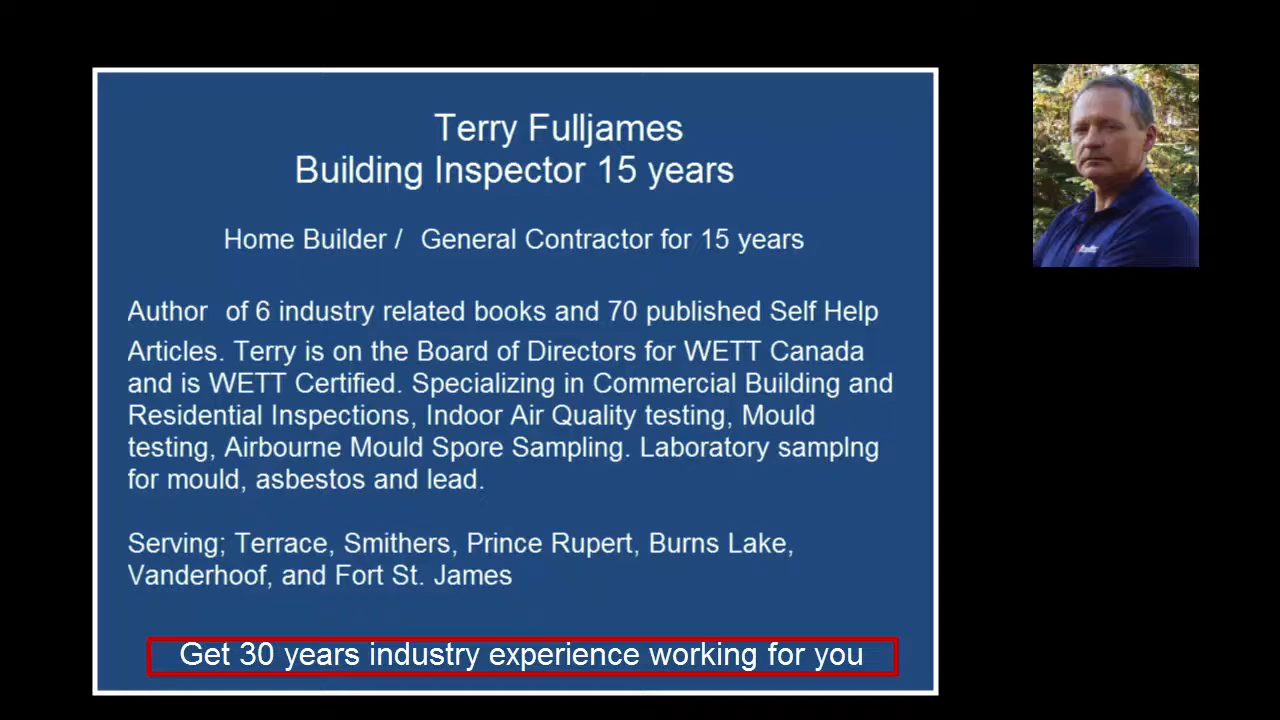 Terry Fulljames
Building Inspector 15 years
Home Builder / General Contractor for 15 years
Author of 6 industry related books and 70 published Self Help
Articles. Terry is on the Board of Directors for WETT Canada
and is WETT Certified. Specializing in Commercial Building and
Residential Inspections, Indoor Air Quality testing, Mould
testing, Airbourne Mould Spore Sampling. Laboratory samplng
for mould, asbestos and lead.
Serving; Terrace, Smithers, Prince Rupert, Burns Lake,
Vanderhoof, and Fort St. James
Get 30 years industry experience working for you